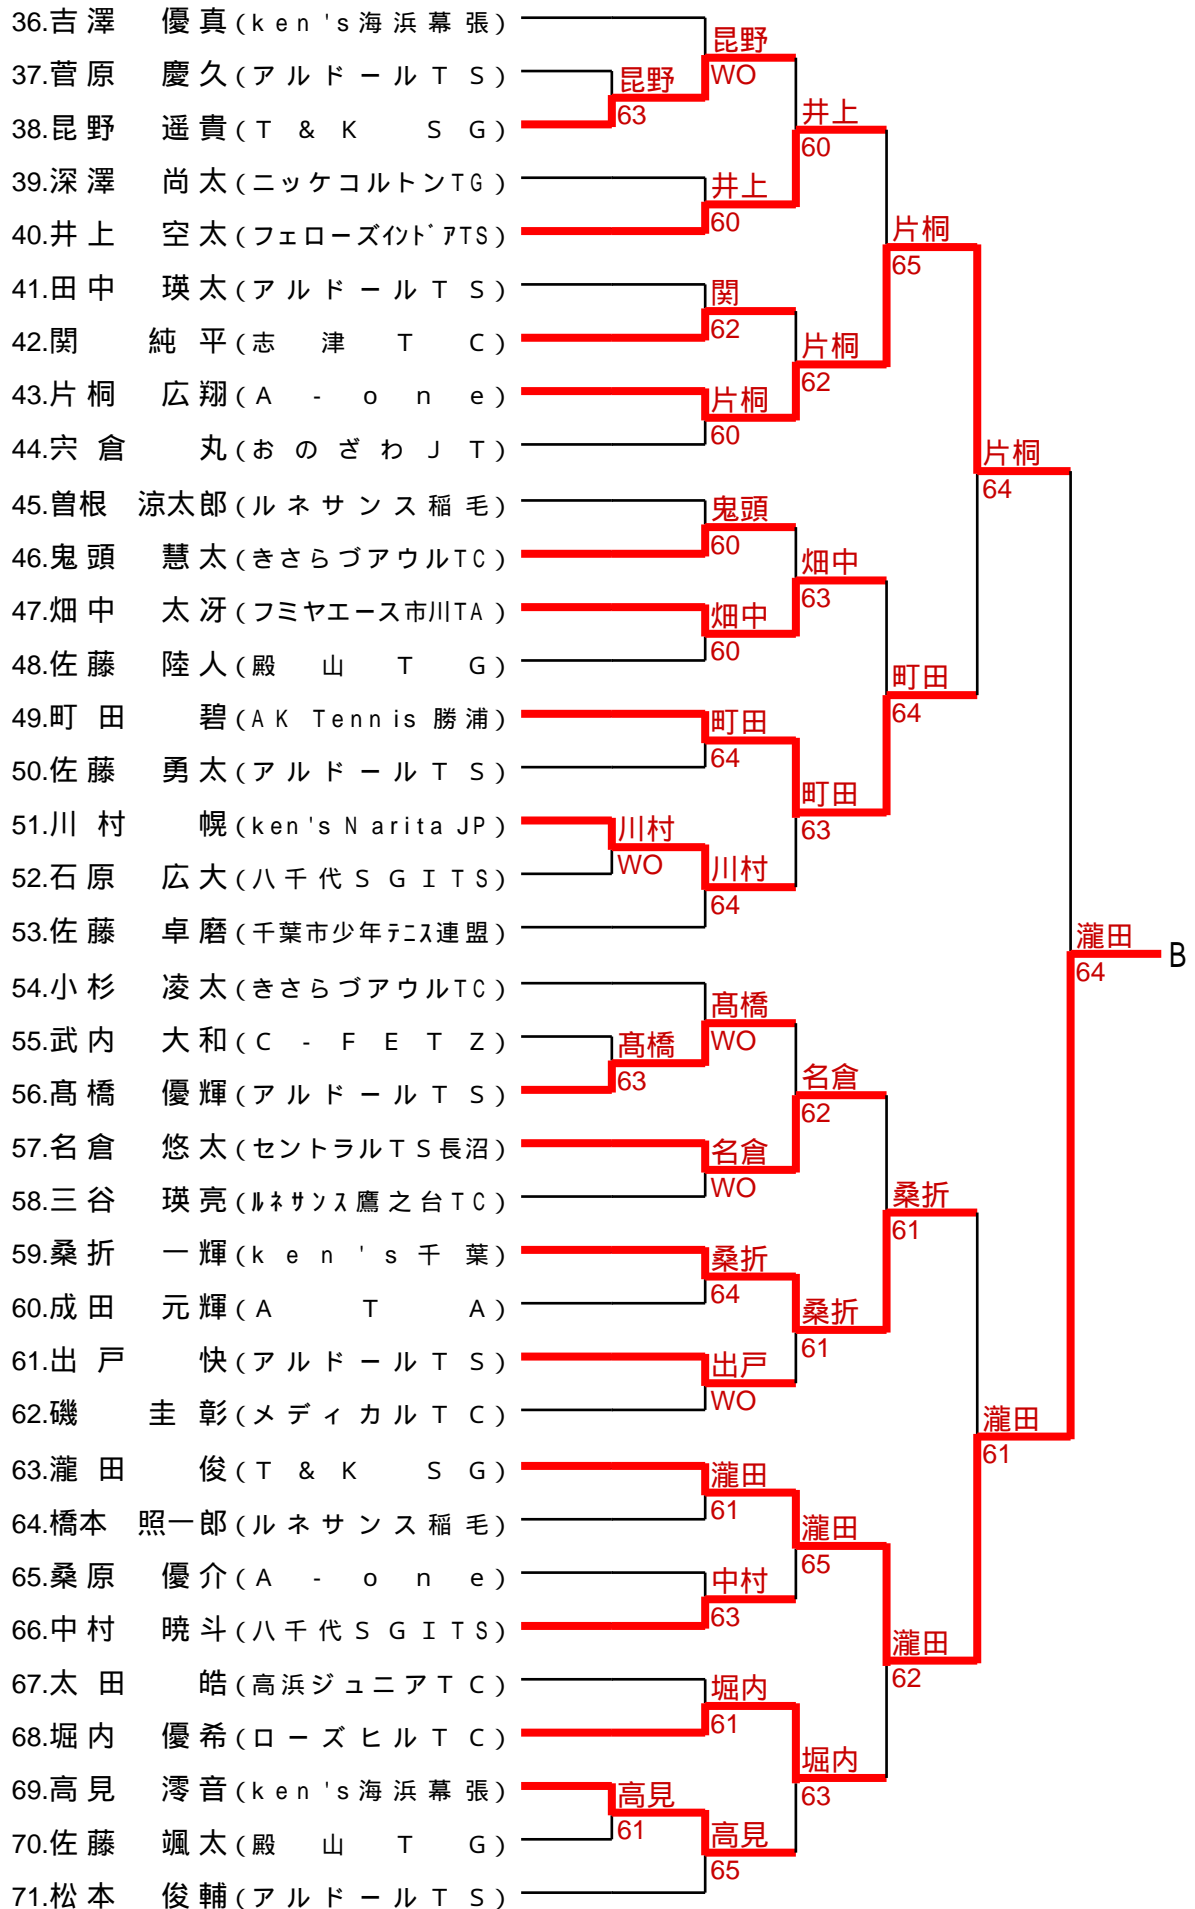 36.吉澤 優真(ken's海浜幕張)
昆野
37.菅原 慶久(アルドールTS)
昆野
WO
63
38.昆野 遥貴(T&K SG)
井上
60
39.深澤 尚太(ニッケコルトンTG)
井上
60
40.井上 空太(フェローズインドアTS)
片桐
65
41.田中 瑛太(アルドールTS)
関
62
42.関 純平(志津TC)
片桐
62
43.片桐 広翔(A-one)
片桐
60
44.宍倉 丸(おのざわJT)
片桐
64
45.曽根 涼太郎(ルネサンス稲毛)
鬼頭
60
46.鬼頭 慧太(きさらづアウルTC)
畑中
63
47.畑中 太冴(フミヤエース市川TA)
畑中
60
48.佐藤 陸人(殿山TG)
町田
64
49.町田 碧(AK Tennis 勝浦)
町田
64
50.佐藤 勇太(アルドールTS)
町田
63
51.川村 幌(ken's Narita JP)
川村
WO
52.石原 広大(八千代SGITS)
川村
64
53.佐藤 卓磨(千葉市少年テニス連盟)
瀧田
64
B
54.小杉 凌太(きさらづアウルTC)
髙橋
WO
55.武内 大和(C-FETZ)
髙橋
63
56.髙橋 優輝(アルドールTS)
名倉
62
57.名倉 悠太(セントラルTS長沼)
名倉
WO
58.三谷 瑛亮(ルネサンス鷹之台TC)
桑折
61
59.桑折 一輝(ken's千葉)
桑折
64
60.成田 元輝(ATA)
桑折
61
61.出戸 快(アルドールTS)
出戸
WO
62.磯 圭彰(メディカルTC)
瀧田
61
63.瀧田 俊(T&K SG)
瀧田
61
64.橋本 照一郎(ルネサンス稲毛)
瀧田
65
65.桑原 優介(A-one)
中村
63
66.中村 暁斗(八千代SGITS)
瀧田
62
67.太田 皓(高浜ジュニアTC)
堀内
61
68.堀内 優希(ローズヒルTC)
堀内
63
69.高見 澪音(ken's海浜幕張)
高見
61
70.佐藤 颯太(殿山TG)
高見
65
71.松本 俊輔(アルドールTS)